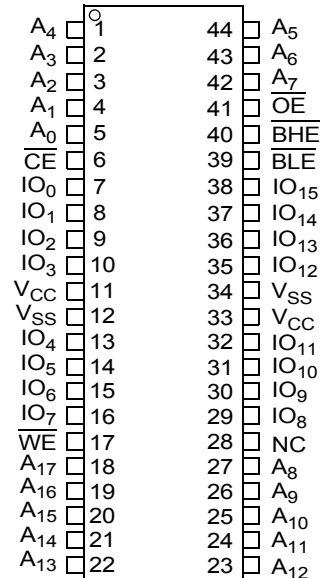 A4 1 44 A5
A3 2 43 A6
A2 3 42 A7
A1 4 41 OE
A0 5 40 BHE
CE 6 39 BLE
IO0 7 38 IO15
IO1 8 37 IO14
IO2 9 36 IO13
IO3 10 35 IO12
VCC 11 34 VSS
VSS 12 33 VCC
IO4 13 32 IO11
IO5 14 31 IO10
IO6 15 30 IO9
IO7 16 29 IO8
WE 17 28 NC
A17 18 27 A8
A16 19 26 A9
A15 20 25 A10
A14 21 24 A11
A13 22 23 A12